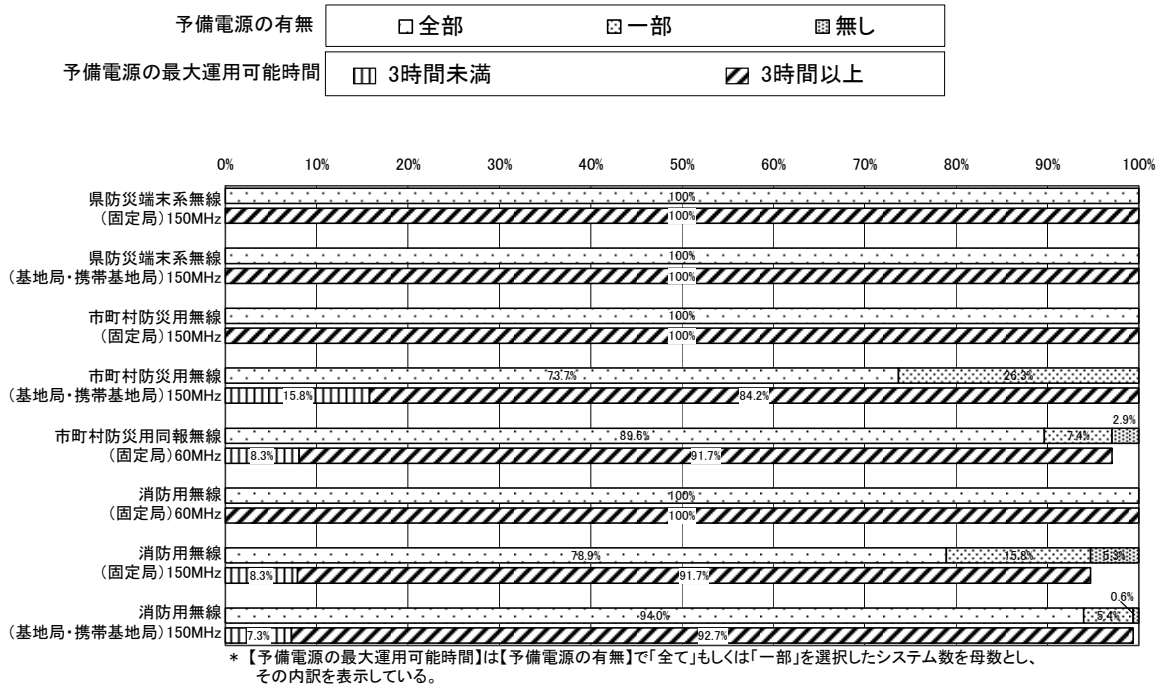 予備電源の有無 全部 一部 無し
予備電源の最大運用可能時間 3時間未満 3時間以上
0% 10% 20% 30% 40% 50% 60% 70% 80% 90% 100%
県防災端末系無線 100%
(固定局)150MHz 100%
県防災端末系無線 100%
(基地局・携帯基地局)150MHz 100%
市町村防災用無線 100%
(固定局)150MHz 100%
市町村防災用無線 73.7% 26.3%
(基地局・携帯基地局)150MHz 15.8% 84.2%
2.9%
市町村防災用同報無線 89.6% 7.4%
(固定局)60MHz 8.3% 91.7%
消防用無線 100%
(固定局)60MHz 100%
消防用無線 78.9% 15.8% 5.3%
(固定局)150MHz 8.3% 91.7%
0.6%
消防用無線 94.0% 5.4%
(基地局・携帯基地局)150MHz 7.3% 92.7%
* 【予備電源の最大運用可能時間】は【予備電源の有無】で「全て」もしくは「一部」を選択したシステム数を母数とし、
その内訳を表示している。